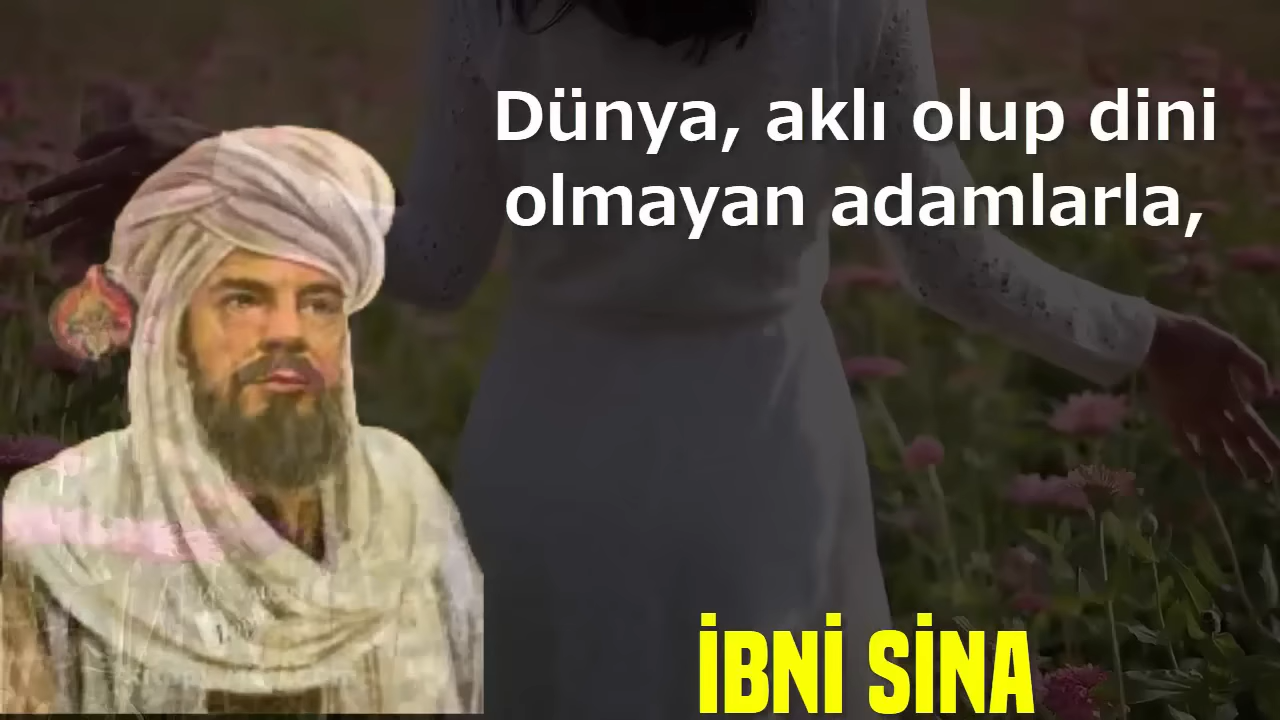 Dünya, aklı olup dini
olmayan adamlarla,
İBNİ SİNA